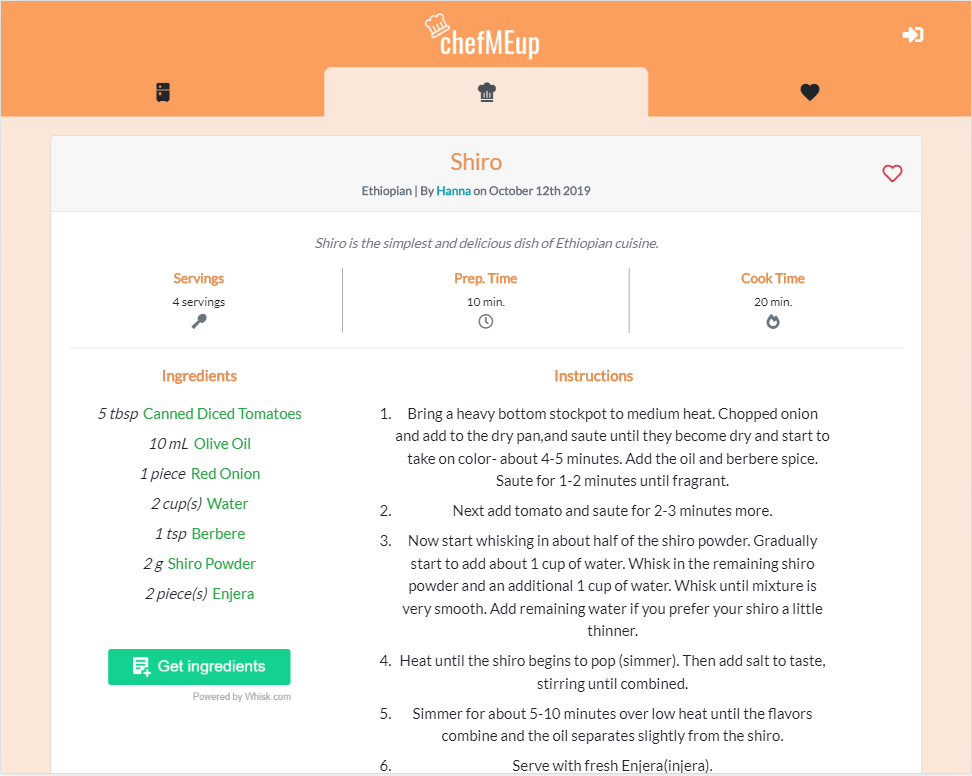 chefMEup
Shiro
Ethiopian | By Hanna on October 12th 2019
Shiro is the simplest and delicious dish of Ethiopian cuisine.
Servings
4 servings
Prep. Time
10 min.
Cook Time
20 min.
Ingredients
5 tbsp Canned Diced Tomatoes
10 mL Olive Oil
1 piece Red Onion
2 cup(s) Water
1 tsp Berbere
2 g Shiro Powder
2 piece(s) Enjera
Get ingredients
Powered by Whisk.com
Instructions
1. Bring a heavy bottom stockpot to medium heat. Chopped onion
and add to the dry pan,and saute until they become dry and start to
take on color- about 4-5 minutes. Add the oil and berbere spice.
Saute for 1-2 minutes until fragrant.
2. Next add tomato and saute for 2-3 minutes more.
3. Now start whisking in about half of the shiro powder. Gradually
start to add about 1 cup of water. Whisk in the remaining shiro
powder and an additional 1 cup of water. Whisk until mixture is
very smooth. Add remaining water if you prefer your shiro a little
thinner.
4. Heat until the shiro begins to pop (simmer). Then add salt to taste,
stirring until combined.
5. Simmer for about 5-10 minutes over low heat until the flavors
combine and the oil separates slightly from the shiro.
6. Serve with fresh Enjera(injera).